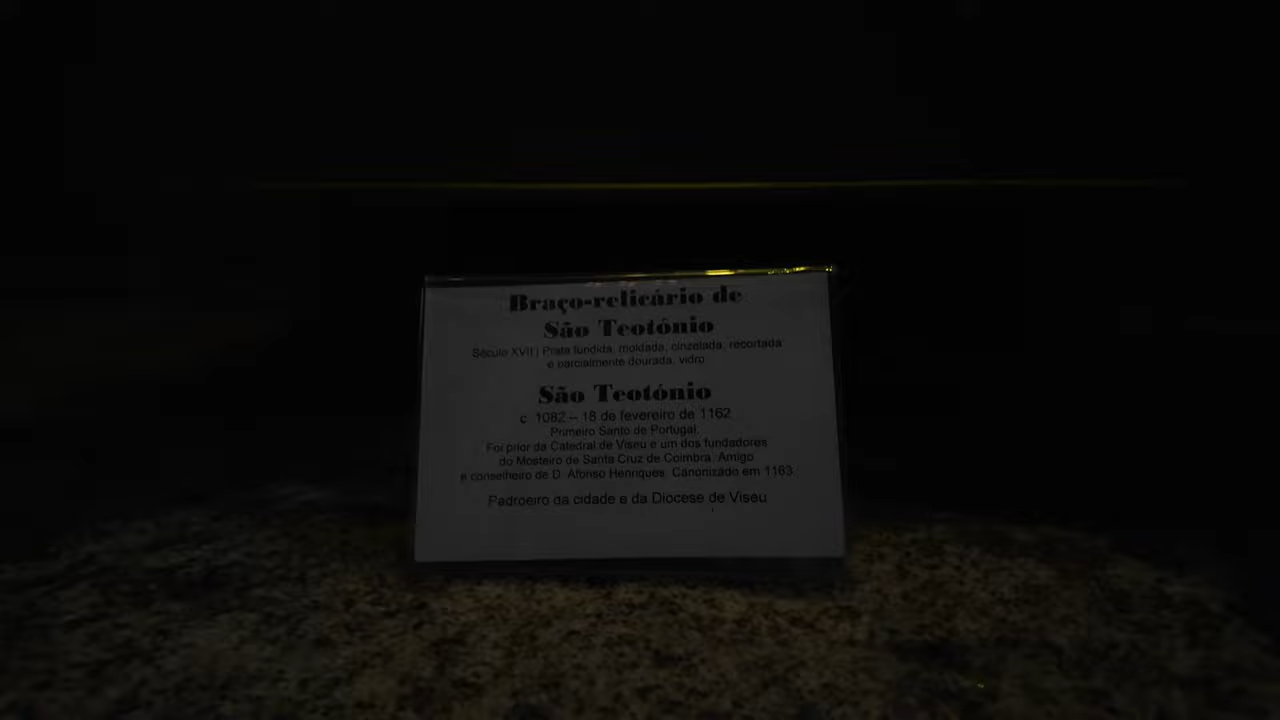 Braço-relicário de
São Teotónio
Século XVII | Prata fundida, moldada, cinzelada, recortada
e parcialmente dourada, vidro
São Teotónio
c. 1082 – 18 de fevereiro de 1162
Primeiro Santo de Portugal.
Foi prior da Catedral de Viseu e um dos fundadores
do Mosteiro de Santa Cruz de Coimbra. Amigo
e conselheiro de D. Afonso Henriques. Canonizado em 1163.
Padroeiro da cidade e da Diocese de Viseu